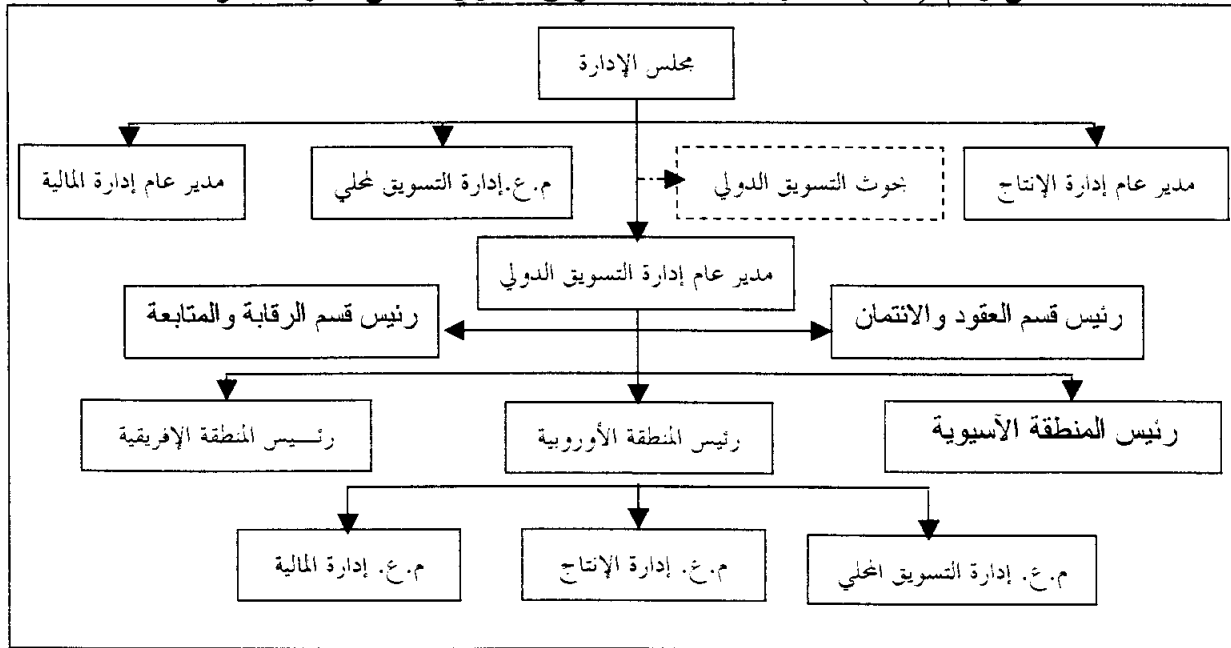 مجلس الإدارة
مدير عام إدارة الإنتاج
بحوث التسويق الدولي
م.ع.إدارة التسويق لمحلي
مدير عام إدارة المالية
مدير عام إدارة التسويق الدولي
رئيس قسم العقود والائتمان
رئيس قسم الرقابة والمتابعة
رئيس المنطقة الآسيوية
رئيس المنطقة الأوروبية
رئـــيس المنطقة الإفريقية
م.ع. إدارة التسويق المحلي
م.ع. إدارة الإنتاج
م.ع. إدارة المالية